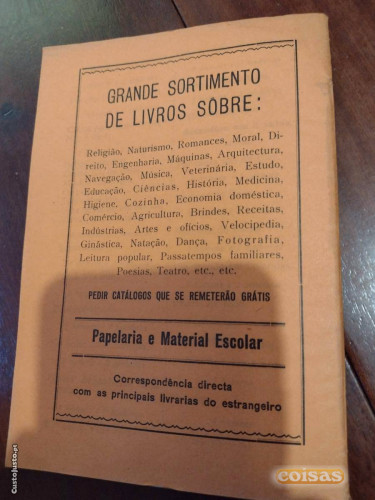 GRANDE SORTIMENTO
DE LIVROS SÔBRE:
Religião, Naturismo, Romances, Moral, Di-
reito, Engenharia, Máquinas, Arquitectura,
Navegação, Música, Veterinária, Estudo,
Educação, Ciências, História, Medicina,
Higiene, Cozinha, Economia doméstica,
Comércio, Agricultura, Brindes, Receitas,
Indústrias, Artes e ofícios, Velocipedia,
Ginástica, Natação, Dança, Fotografia,
Leitura popular, Passatempos familiares,
Poesias, Teatro, etc., etc.
PEDIR CATÁLOGOS QUE SE REMETERÃO GRÁTIS
Papelaria e Material Escolar
Correspondência directa
com as principais livrarias do estrangeiro
CustoJusto.pt
coisas